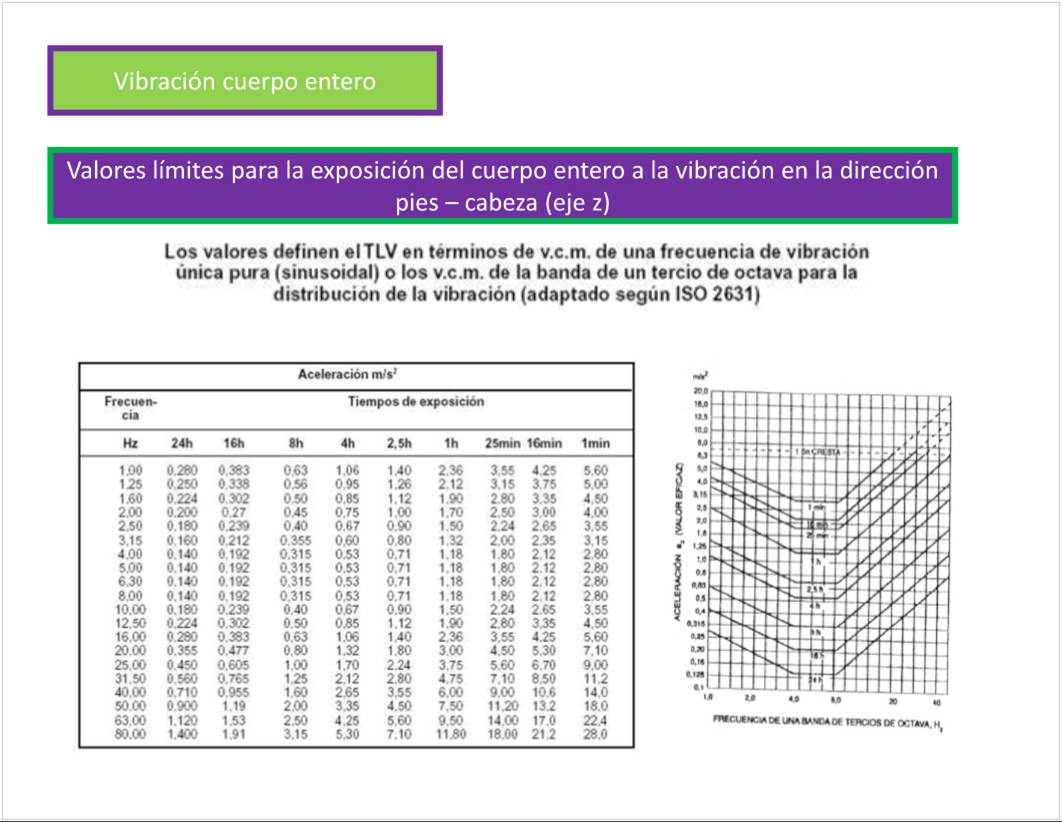 Vibración cuerpo entero
Valores límites para la exposición del cuerpo entero a la vibración en la dirección
pies – cabeza (eje z)
Los valores definen el TLV en términos de v.c.m. de una frecuencia de vibración
única pura (sinusoidal) o los v.c.m. de la banda de un tercio de octava para la
distribución de la vibración (adaptado según ISO 2631)
Aceleración m/s²
Frecuen-
cia
Tiempos de exposición
Hz 24h 16h 8h 4h 2,5h 1h 25min 16min 1min
1,00 0,280 0,383 0,63 1,06 1,40 2,36 3,55 4,25 5,60
1,25 0,250 0,338 0,56 0,95 1,26 2,12 3,15 3,75 5,00
1,60 0,224 0,302 0,50 0,85 1,12 1,90 2,80 3,35 4,50
2,00 0,200 0,27 0,45 0,75 1,00 1,70 2,50 3,00 4,00
2,50 0,180 0,239 0,40 0,67 0,90 1,50 2,24 2,65 3,55
3,15 0,160 0,212 0,355 0,60 0,80 1,32 2,00 2,35 3,15
4,00 0,140 0,192 0,315 0,53 0,71 1,18 1,80 2,12 2,80
5,00 0,140 0,192 0,315 0,53 0,71 1,18 1,80 2,12 2,80
6,30 0,140 0,192 0,315 0,53 0,71 1,18 1,80 2,12 2,80
8,00 0,140 0,192 0,315 0,53 0,71 1,18 1,80 2,12 2,80
10,00 0,180 0,239 0,40 0,67 0,90 1,50 2,24 2,65 3,55
12,50 0,224 0,302 0,50 0,85 1,12 1,90 2,80 3,35 4,50
16,00 0,280 0,383 0,63 1,06 1,40 2,36 3,55 4,25 5,60
20,00 0,355 0,477 0,80 1,32 1,80 3,00 4,50 5,30 7,10
25,00 0,450 0,605 1,00 1,70 2,24 3,75 5,60 6,70 9,00
31,50 0,560 0,765 1,25 2,12 2,80 4,75 7,10 8,50 11,2
40,00 0,710 0,955 1,60 2,65 3,55 6,00 9,00 10,6 14,0
50,00 0,900 1,19 2,00 3,35 4,50 7,50 11,20 13,2 18,0
63,00 1,120 1,53 2,50 4,25 5,60 9,50 14,00 17,0 22,4
80,00 1,400 1,91 3,15 5,30 7,10 11,80 18,00 21,2 28,0
m/s²
20,0
16,0
12,5
10,0
8,0
6,3
5,0
4,0
3,15
2,5
2,0
1,6
1,25
1,0
0,8
0,63
0,5
0,4
0,315
0,25
0,20
0,16
0,125
0,1
ACELERACIÓN a (VALOR EFICAZ)
CRESTA
1 min
16 min
25 min
1 h
2,5 h
4 h
8 h
16 h
24 h
1,0 2,0 4,0 8,0 20 40
FRECUENCIA DE UNA BANDA DE TERCIOS DE OCTAVA, H